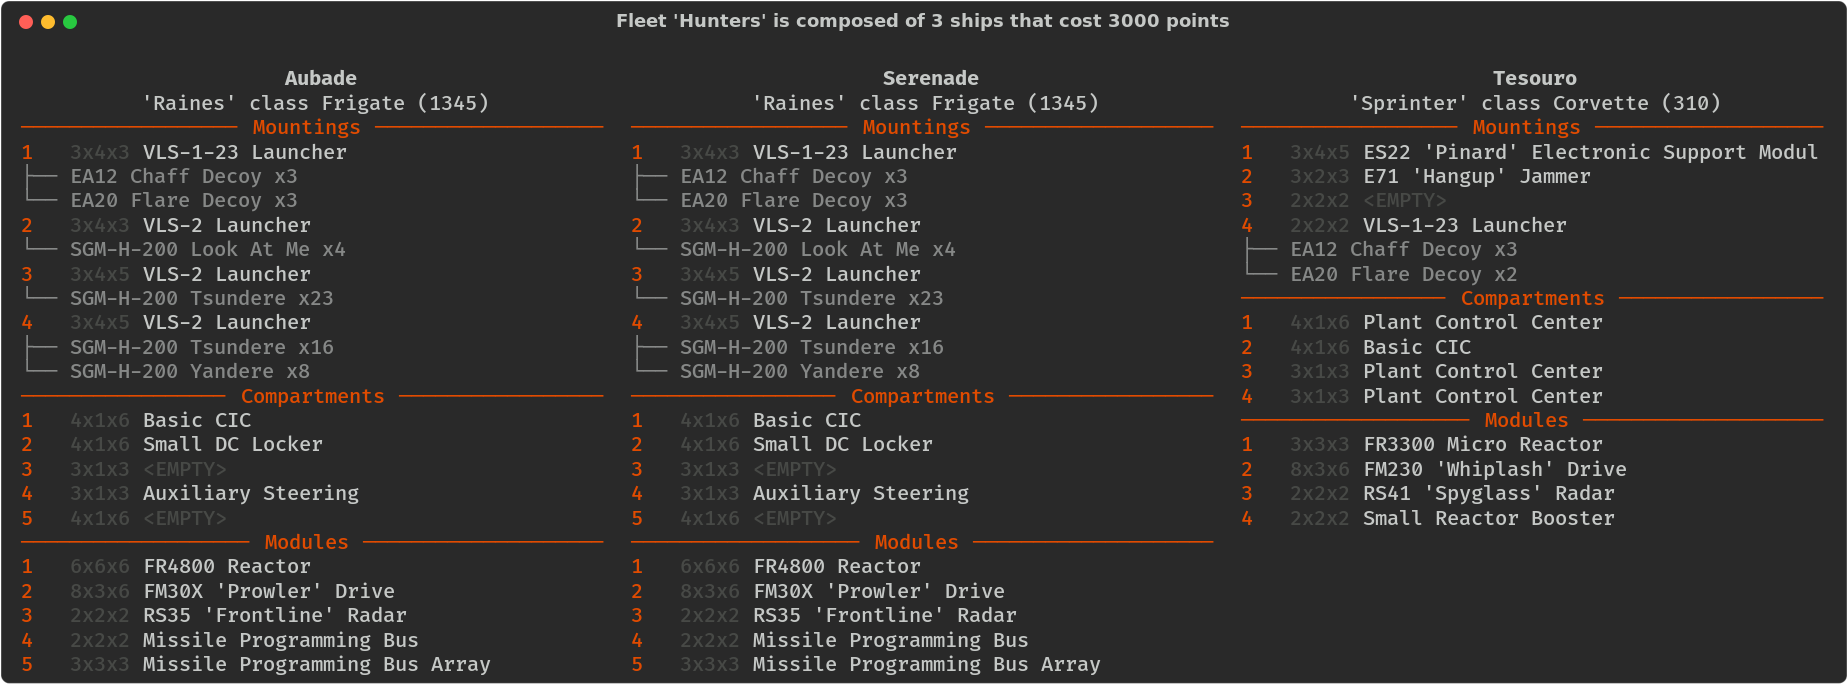 Fleet 'Hunters' is composed of 3 ships that cost 3000 points
Aubade
'Raines' class Frigate (1345)
Mountings
1 3x4x3 VLS-1-23 Launcher
EA12 Chaff Decoy x3
EA20 Flare Decoy x3
2 3x4x3 VLS-2 Launcher
SGM-H-200 Look At Me x4
3 3x4x5 VLS-2 Launcher
SGM-H-200 Tsundere x23
4 3x4x5 VLS-2 Launcher
SGM-H-200 Tsundere x16
SGM-H-200 Yandere x8
Compartments
1 4x1x6 Basic CIC
2 4x1x6 Small DC Locker
3 3x1x3 <EMPTY>
4 3x1x3 Auxiliary Steering
5 4x1x6 <EMPTY>
Modules
1 6x6x6 FR4800 Reactor
2 8x3x6 FM30X 'Prowler' Drive
3 2x2x2 RS35 'Frontline' Radar
4 2x2x2 Missile Programming Bus
5 3x3x3 Missile Programming Bus Array
Serenade
'Raines' class Frigate (1345)
Mountings
1 3x4x3 VLS-1-23 Launcher
EA12 Chaff Decoy x3
EA20 Flare Decoy x3
2 3x4x3 VLS-2 Launcher
SGM-H-200 Look At Me x4
3 3x4x5 VLS-2 Launcher
SGM-H-200 Tsundere x23
4 3x4x5 VLS-2 Launcher
SGM-H-200 Tsundere x16
SGM-H-200 Yandere x8
Compartments
1 4x1x6 Basic CIC
2 4x1x6 Small DC Locker
3 3x1x3 <EMPTY>
4 3x1x3 Auxiliary Steering
5 4x1x6 <EMPTY>
Modules
1 6x6x6 FR4800 Reactor
2 8x3x6 FM30X 'Prowler' Drive
3 2x2x2 RS35 'Frontline' Radar
4 2x2x2 Missile Programming Bus
5 3x3x3 Missile Programming Bus Array
Tesouro
'Sprinter' class Corvette (310)
Mountings
1 3x4x5 ES22 'Pinard' Electronic Support Modul
2 3x2x3 E71 'Hangup' Jammer
3 2x2x2 <EMPTY>
4 2x2x2 VLS-1-23 Launcher
EA12 Chaff Decoy x3
EA20 Flare Decoy x2
Compartments
1 4x1x6 Plant Control Center
2 4x1x6 Basic CIC
3 3x1x3 Plant Control Center
4 3x1x3 Plant Control Center
Modules
1 3x3x3 FR3300 Micro Reactor
2 8x3x6 FM230 'Whiplash' Drive
3 2x2x2 RS41 'Spyglass' Radar
4 2x2x2 Small Reactor Booster